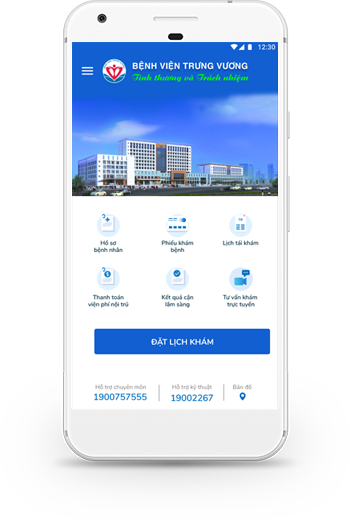 12:30
BỆNH VIỆN TRƯNG VƯƠNG
Tình thương và Trách nhiệm
Hồ sơ
bệnh nhân
Phiếu khám
bệnh
Lịch tái khám
Thanh toán
viện phí nội trú
Kết quả cận
lâm sàng
Tư vấn khám
trực tuyến
ĐẶT LỊCH KHÁM
Hỗ trợ chuyên môn
1900757555
Hỗ trợ kỹ thuật
19002267
Bản đồ